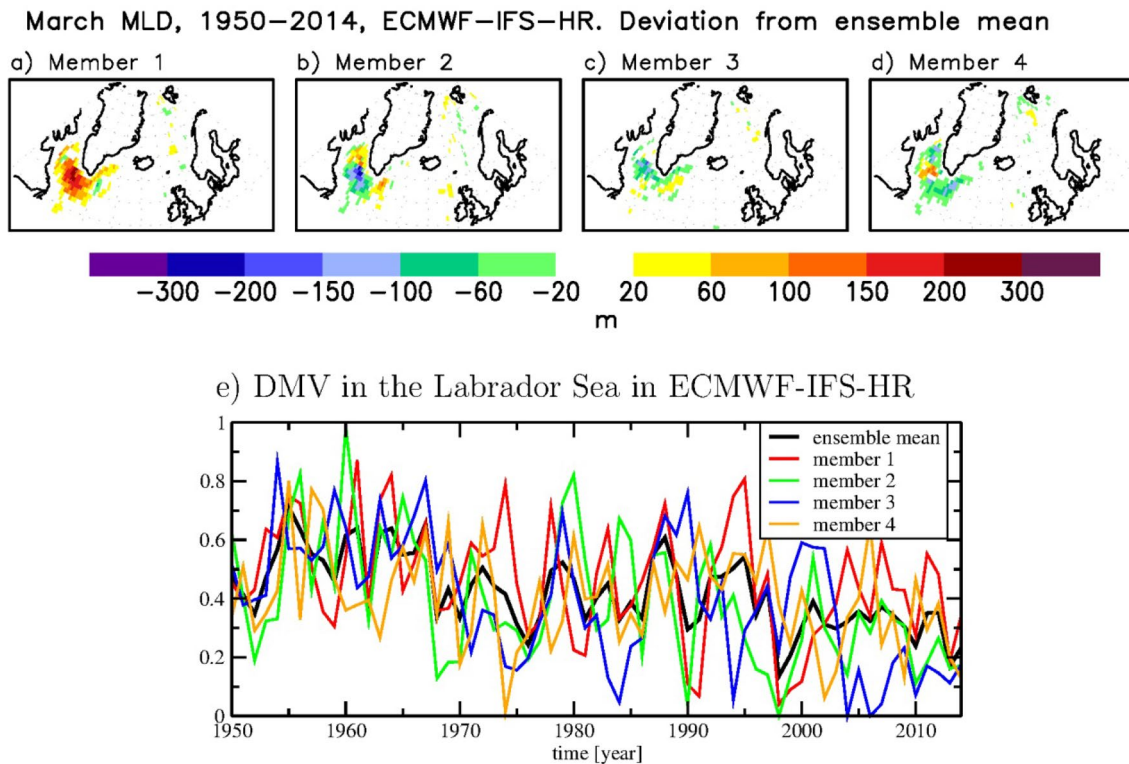 March MLD, 1950−2014, ECMWF−IFS−HR. Deviation from ensemble mean
a) Member 1
b) Member 2
c) Member 3
d) Member 4
−300 −200 −150 −100 −60 −20 20 60 100 150 200 300
m
e) DMV in the Labrador Sea in ECMWF-IFS-HR
1
0.8
0.6
0.4
0.2
0
ensemble mean
member 1
member 2
member 3
member 4
1950 1960 1970 1980 1990 2000 2010
time [year]